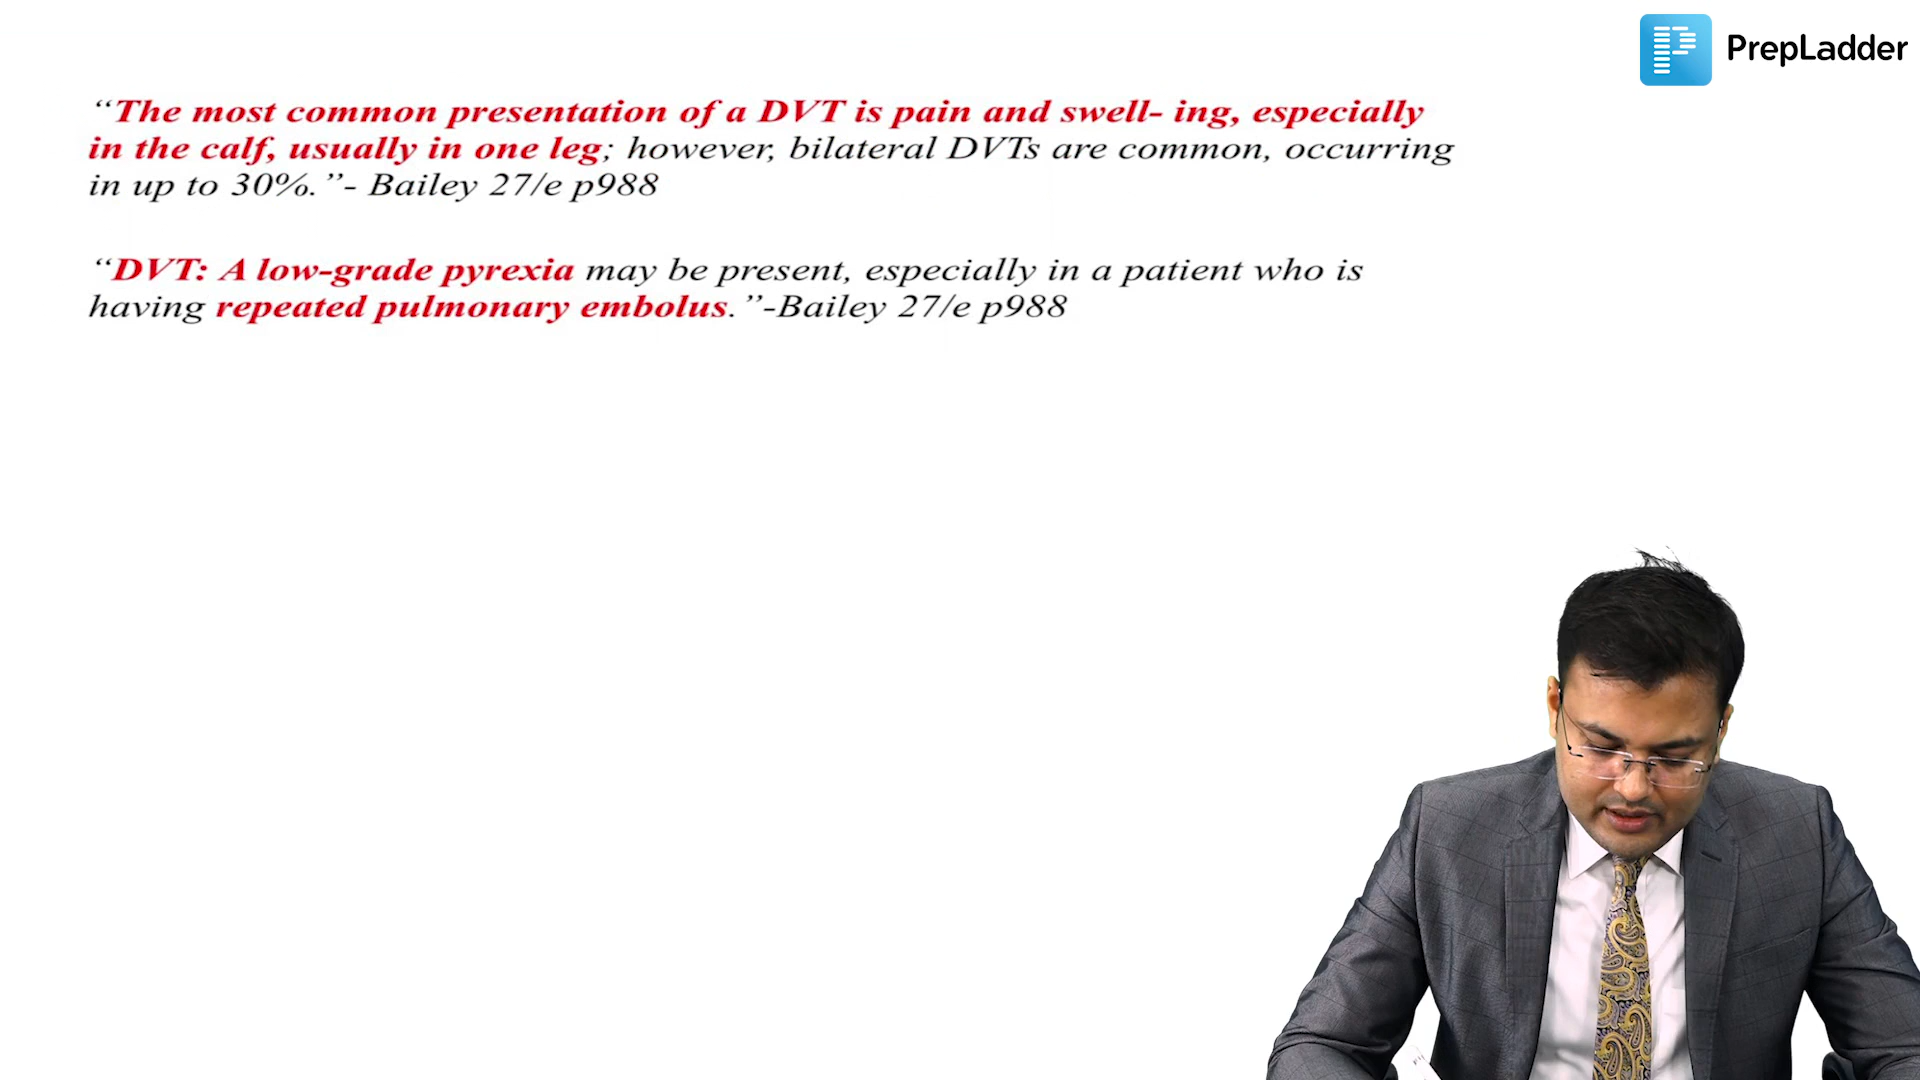 PrepLadder
“The most common presentation of a DVT is pain and swell- ing, especially
in the calf, usually in one leg; however, bilateral DVTs are common, occurring
in up to 30%.”- Bailey 27/e p988
“DVT: A low-grade pyrexia may be present, especially in a patient who is
having repeated pulmonary embolus.”-Bailey 27/e p988